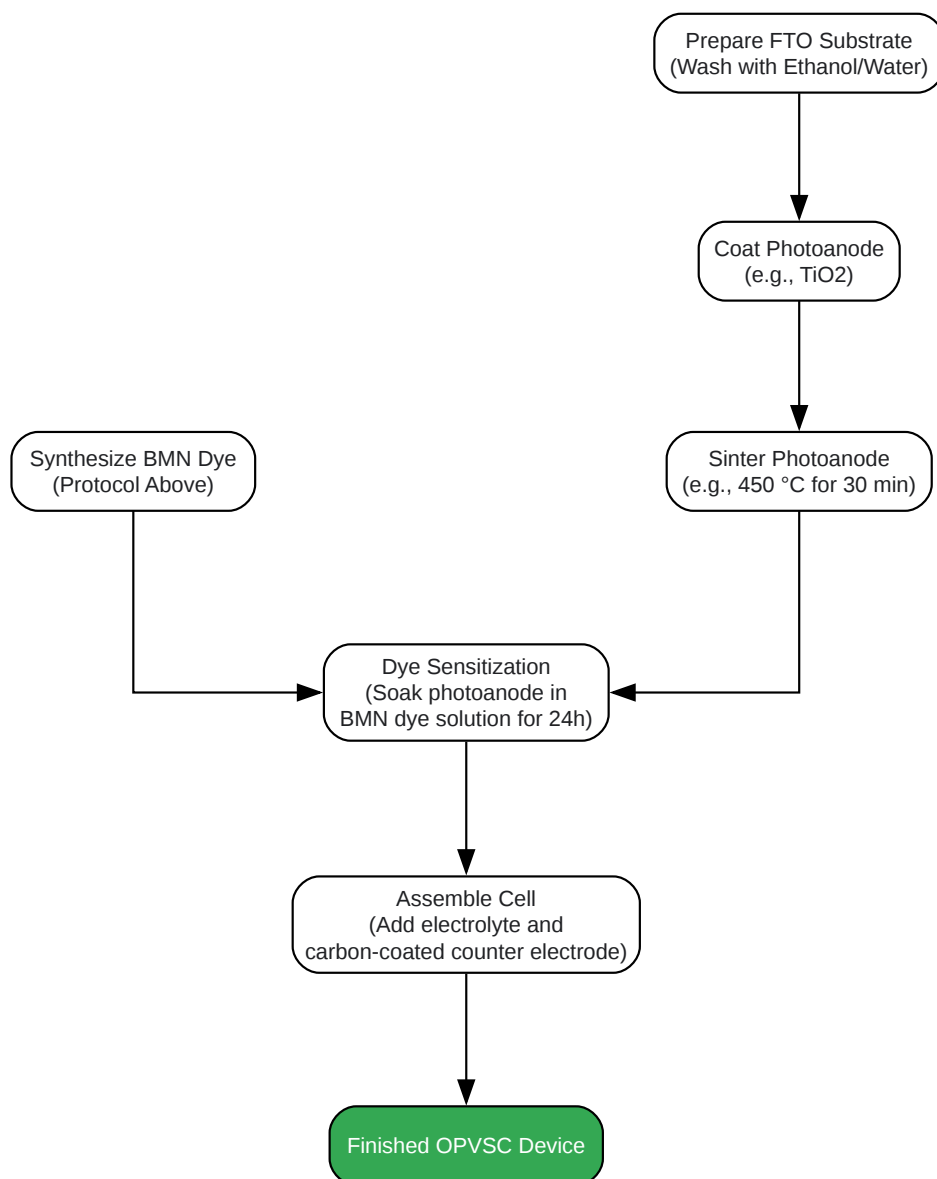 Prepare FTO Substrate
(Wash with Ethanol/Water)
Coat Photoanode
(e.g., TiO2)
Synthesize BMN Dye
(Protocol Above)
Sinter Photoanode
(e.g., 450 °C for 30 min)
Dye Sensitization
(Soak photoanode in
BMN dye solution for 24h)
Assemble Cell
(Add electrolyte and
carbon-coated counter electrode)
Finished OPVSC Device